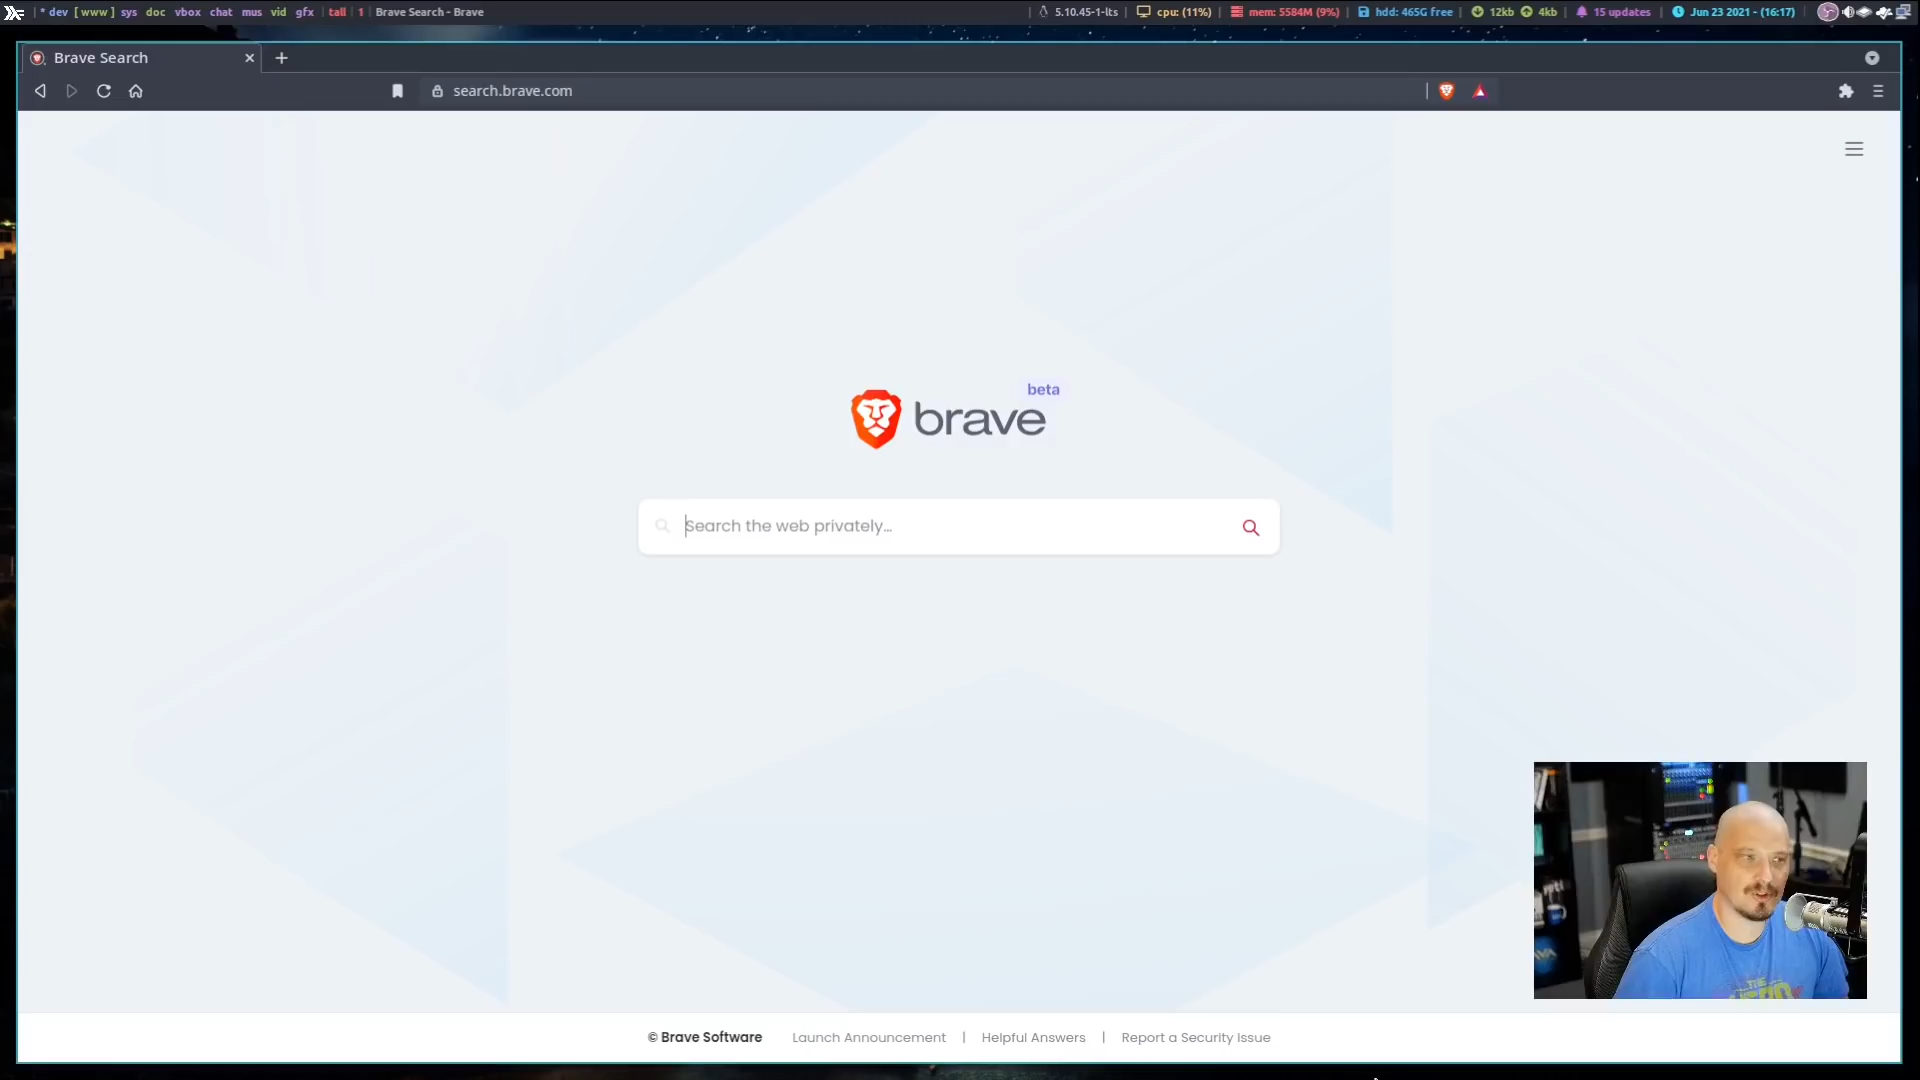 * dev [ www ] sys doc vbox chat mus vid gfx | tall | 1 | Brave Search - Brave
| 5.10.45-1-lts | cpu: (11%) | mem: 5584M (9%) | hdd: 465G free | 12kb 4kb | 15 updates | Jun 23 2021 - (16:17) |
Brave Search
search.brave.com
beta
brave
Search the web privately...
THE
© Brave Software Launch Announcement | Helpful Answers | Report a Security Issue